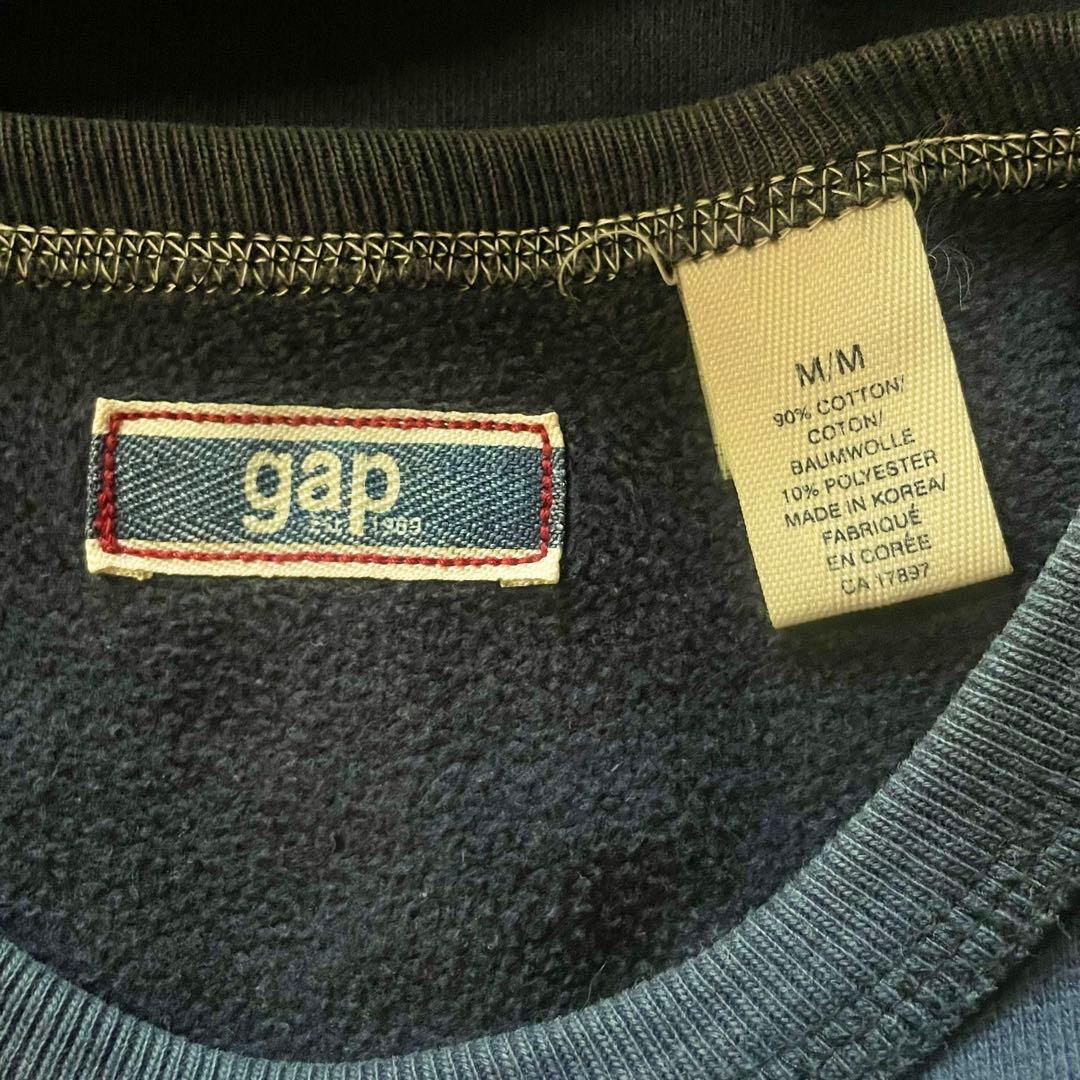 gap
EST. 1969
M/M
90% COTTON/
COTON/
BAUMWOLLE
10% POLYESTER
MADE IN KOREA/
FABRIQUÉ
EN CORÉE
CA 17897